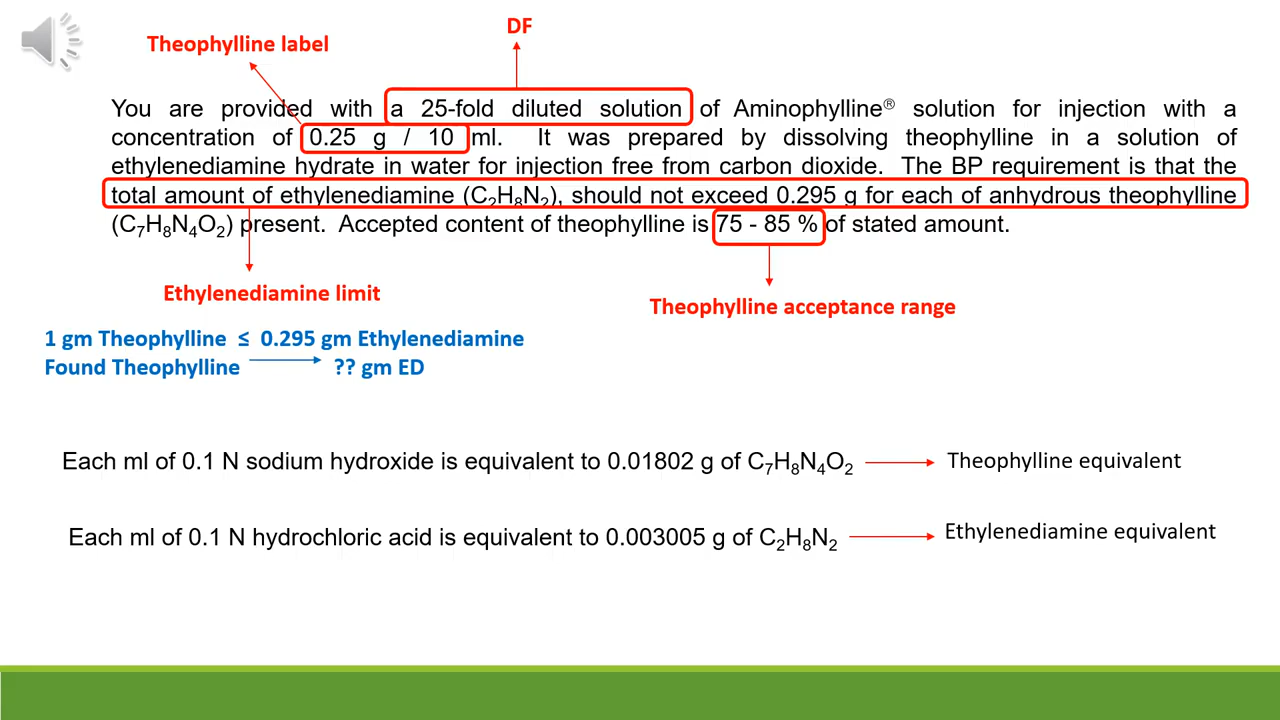 DF
Theophylline label
You are provided with a 25-fold diluted solution of Aminophylline® solution for injection with a
concentration of 0.25 g / 10 ml. It was prepared by dissolving theophylline in a solution of
ethylenediamine hydrate in water for injection free from carbon dioxide. The BP requirement is that the
total amount of ethylenediamine (C₂H₈N₂), should not exceed 0.295 g for each of anhydrous theophylline
(C₇H₈N₄O₂) present. Accepted content of theophylline is 75 - 85 % of stated amount.
Ethylenediamine limit
Theophylline acceptance range
1 gm Theophylline ≤ 0.295 gm Ethylenediamine
Found Theophylline ?? gm ED
Each ml of 0.1 N sodium hydroxide is equivalent to 0.01802 g of C₇H₈N₄O₂ Theophylline equivalent
Each ml of 0.1 N hydrochloric acid is equivalent to 0.003005 g of C₂H₈N₂ Ethylenediamine equivalent